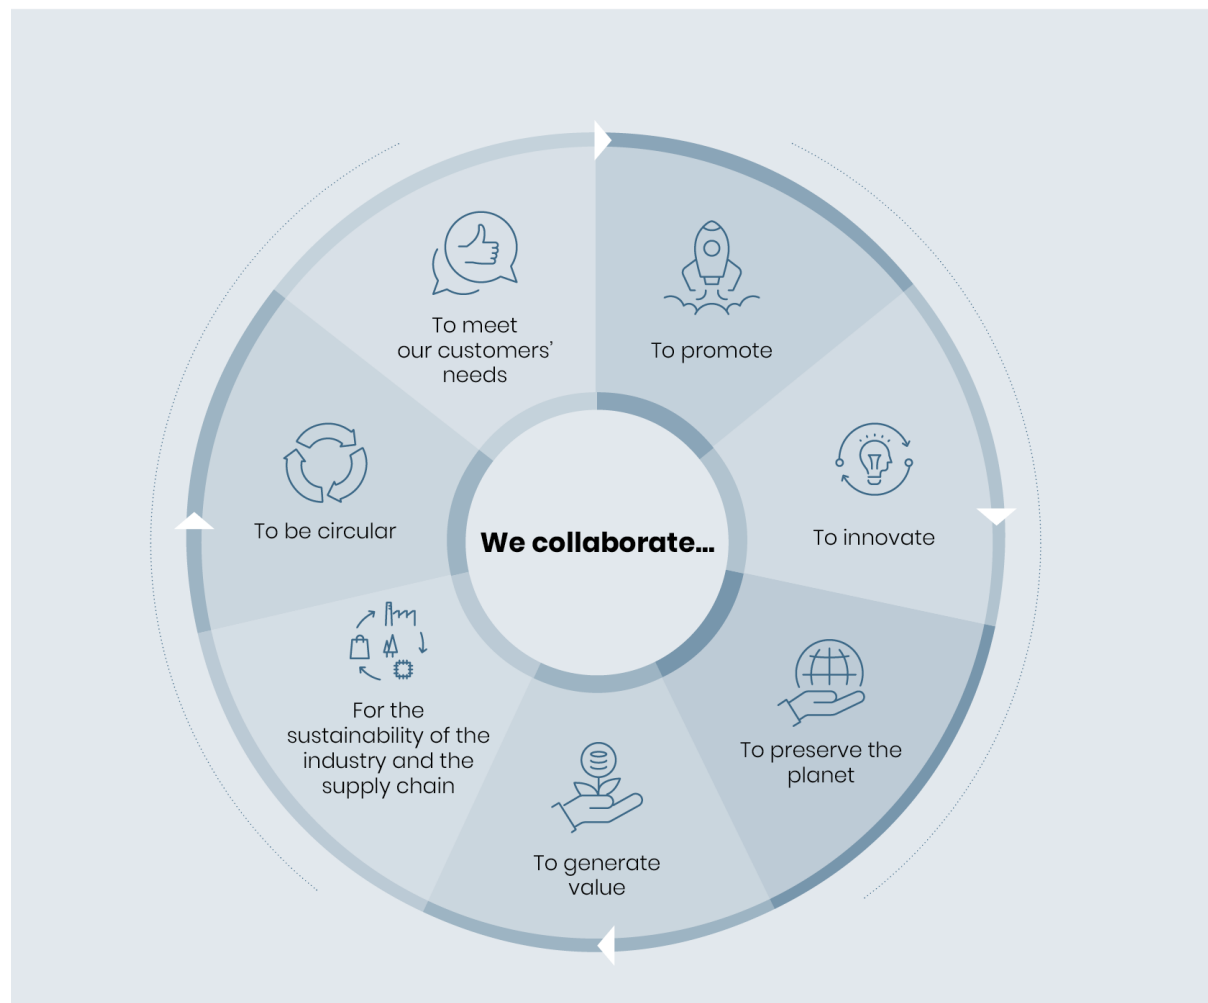 We collaborate...
To promote
To innovate
To preserve the
planet
To generate
value
For the
sustainability of the
industry and the
supply chain
To be circular
To meet
our customers’
needs